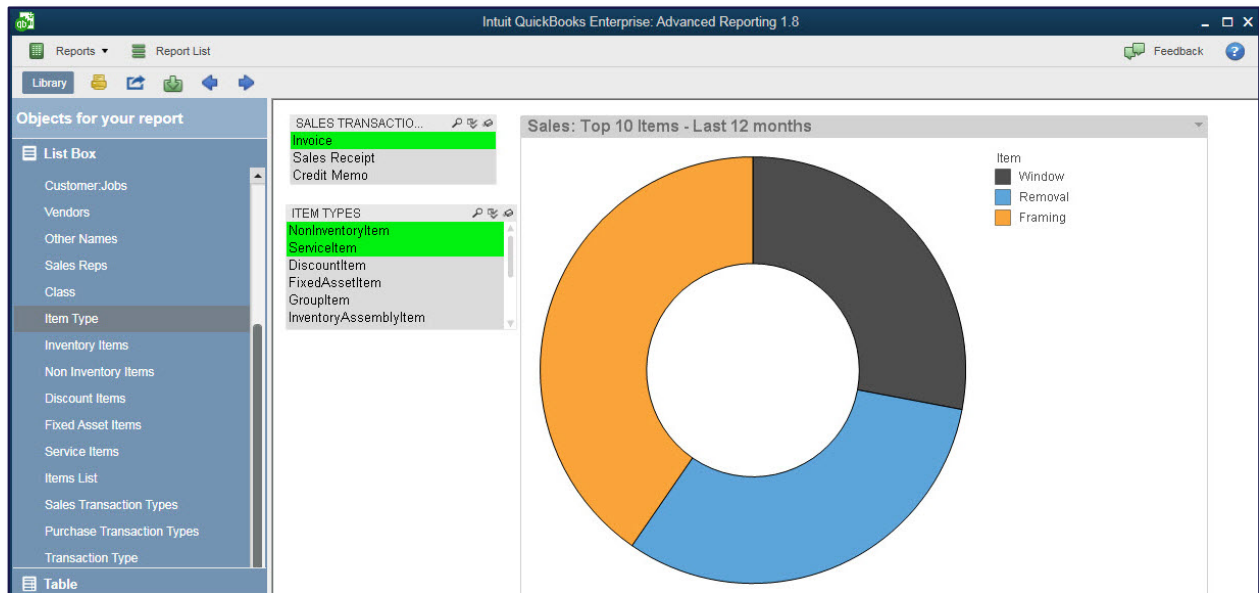 qb
Intuit QuickBooks Enterprise: Advanced Reporting 1.8
Reports
Report List
Feedback
?
Library
Objects for your report
List Box
Customer:Jobs
Vendors
Other Names
Sales Reps
Class
Item Type
Inventory Items
Non Inventory Items
Discount Items
Fixed Asset Items
Service Items
Items List
Sales Transaction Types
Purchase Transaction Types
Transaction Type
Table
SALES TRANSACTIO...
Invoice
Sales Receipt
Credit Memo
ITEM TYPES
NonInventoryItem
ServiceItem
DiscountItem
FixedAssetItem
GroupItem
InventoryAssemblyItem
Sales: Top 10 Items - Last 12 months
Item
Window
Removal
Framing